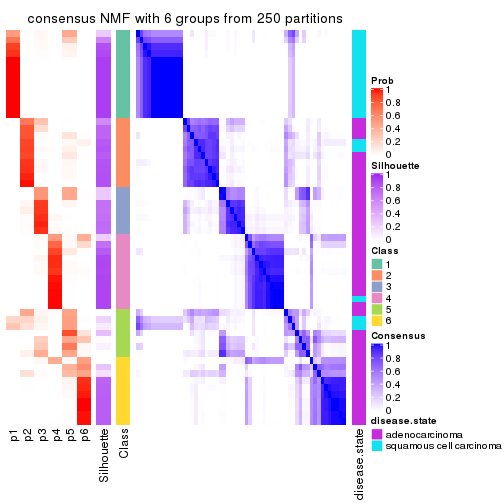 consensus NMF with 6 groups from 250 partitions
Prob
1
0.8
0.6
0.4
0.2
0
Silhouette
1
0.8
0.6
0.4
0.2
0
Class
1
2
3
4
5
6
Consensus
1
0.8
0.6
0.4
0.2
0
disease.state
adenocarcinoma
squamous cell carcinoma
p1
p2
p3
p4
p5
p6
Silhouette
Class
disease.state